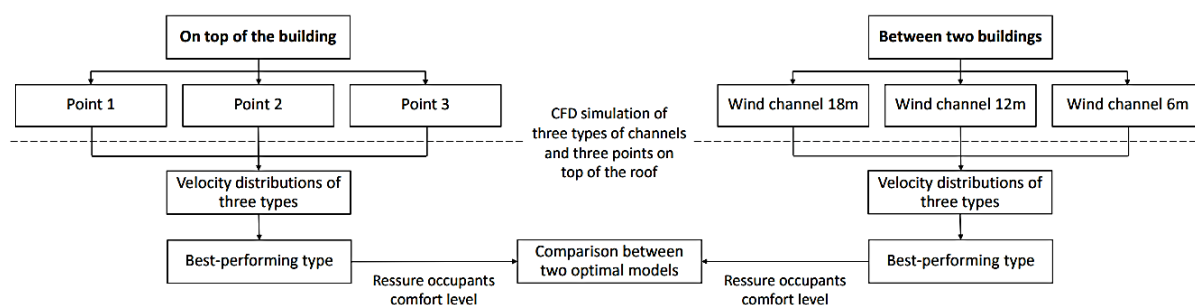 On top of the building
Between two buildings
Point 1
Point 2
Point 3
Wind channel 18m
Wind channel 12m
Wind channel 6m
CFD simulation of
three types of channels
and three points on
top of the roof
Velocity distributions of
three types
Velocity distributions of
three types
Best-performing type
Comparison between
two optimal models
Best-performing type
Ressure occupants
comfort level
Ressure occupants
comfort level